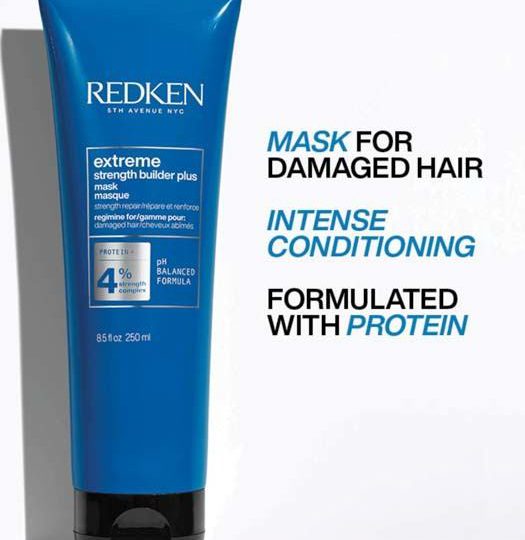 REDKEN
5TH AVENUE NYC
extreme
strength builder plus
mask
masque
strength repair/répare et renforce
regimine for/gamme pour:
damaged hair/cheveux abîmés
PROTEIN +
4% strength
complex
pH
BALANCED
FORMULA
8.5 fl oz 250 ml
MASK FOR
DAMAGED HAIR
INTENSE
CONDITIONING
FORMULATED
WITH PROTEIN